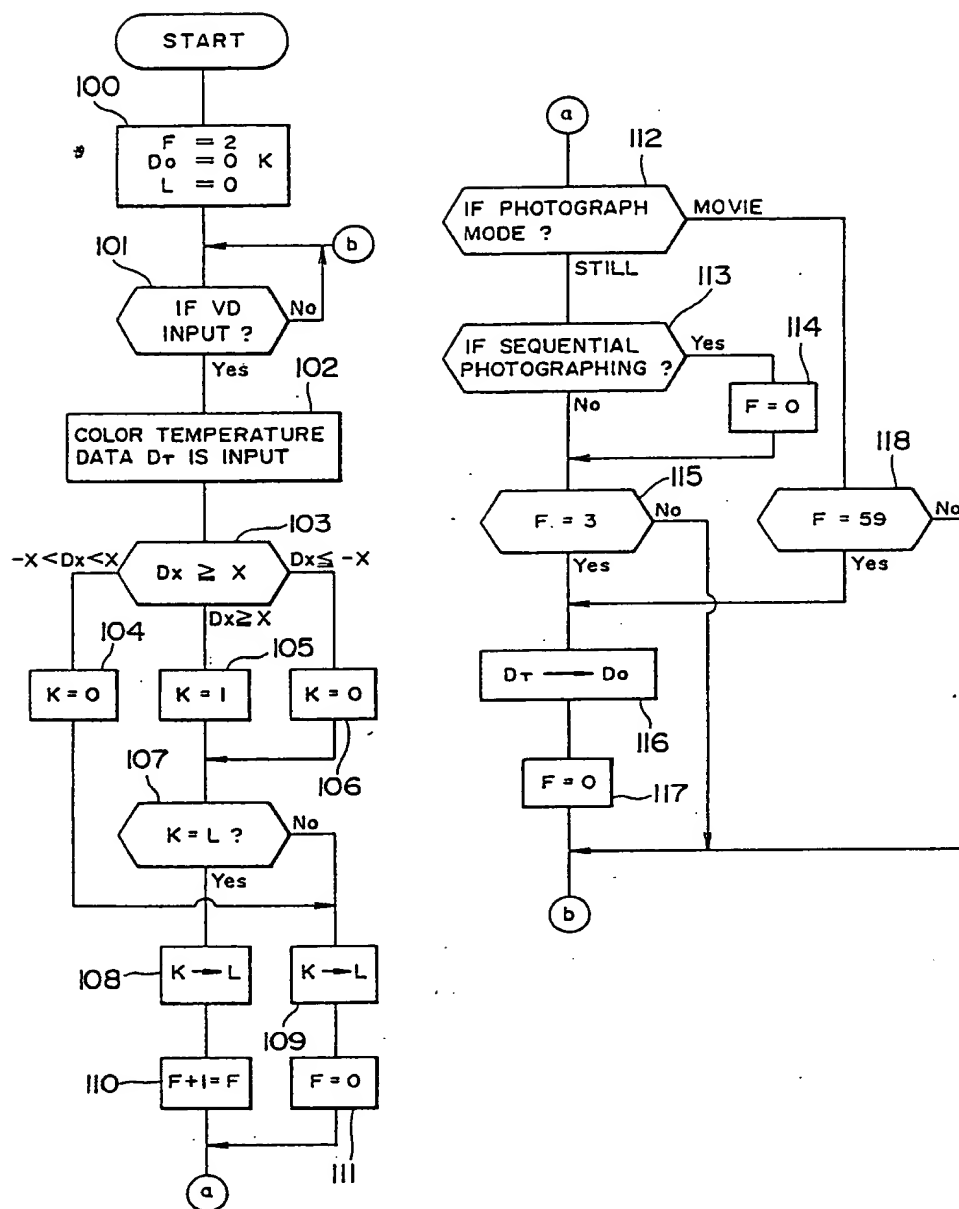 START
100
F = 2
Do = 0 K
L = 0
b
101
IF VD
INPUT ?
No
Yes
102
COLOR TEMPERATURE
DATA DT IS INPUT
103
-X<Dx<X
Dx ≧ X
Dx≦-X
Dx≧X
104
105
K=0
K=1
K=0
106
107
K=L ?
No
Yes
108
K→L
K→L
109
110
F+1=F
F=0
111
a
a
112
IF PHOTOGRAPH
MODE ?
MOVIE
STILL
113
IF SEQUENTIAL
PHOTOGRAPHING ?
Yes
114
No
F=0
115
118
F.=3
No
F=59
No
Yes
Yes
DT → Do
116
F=0
117
b